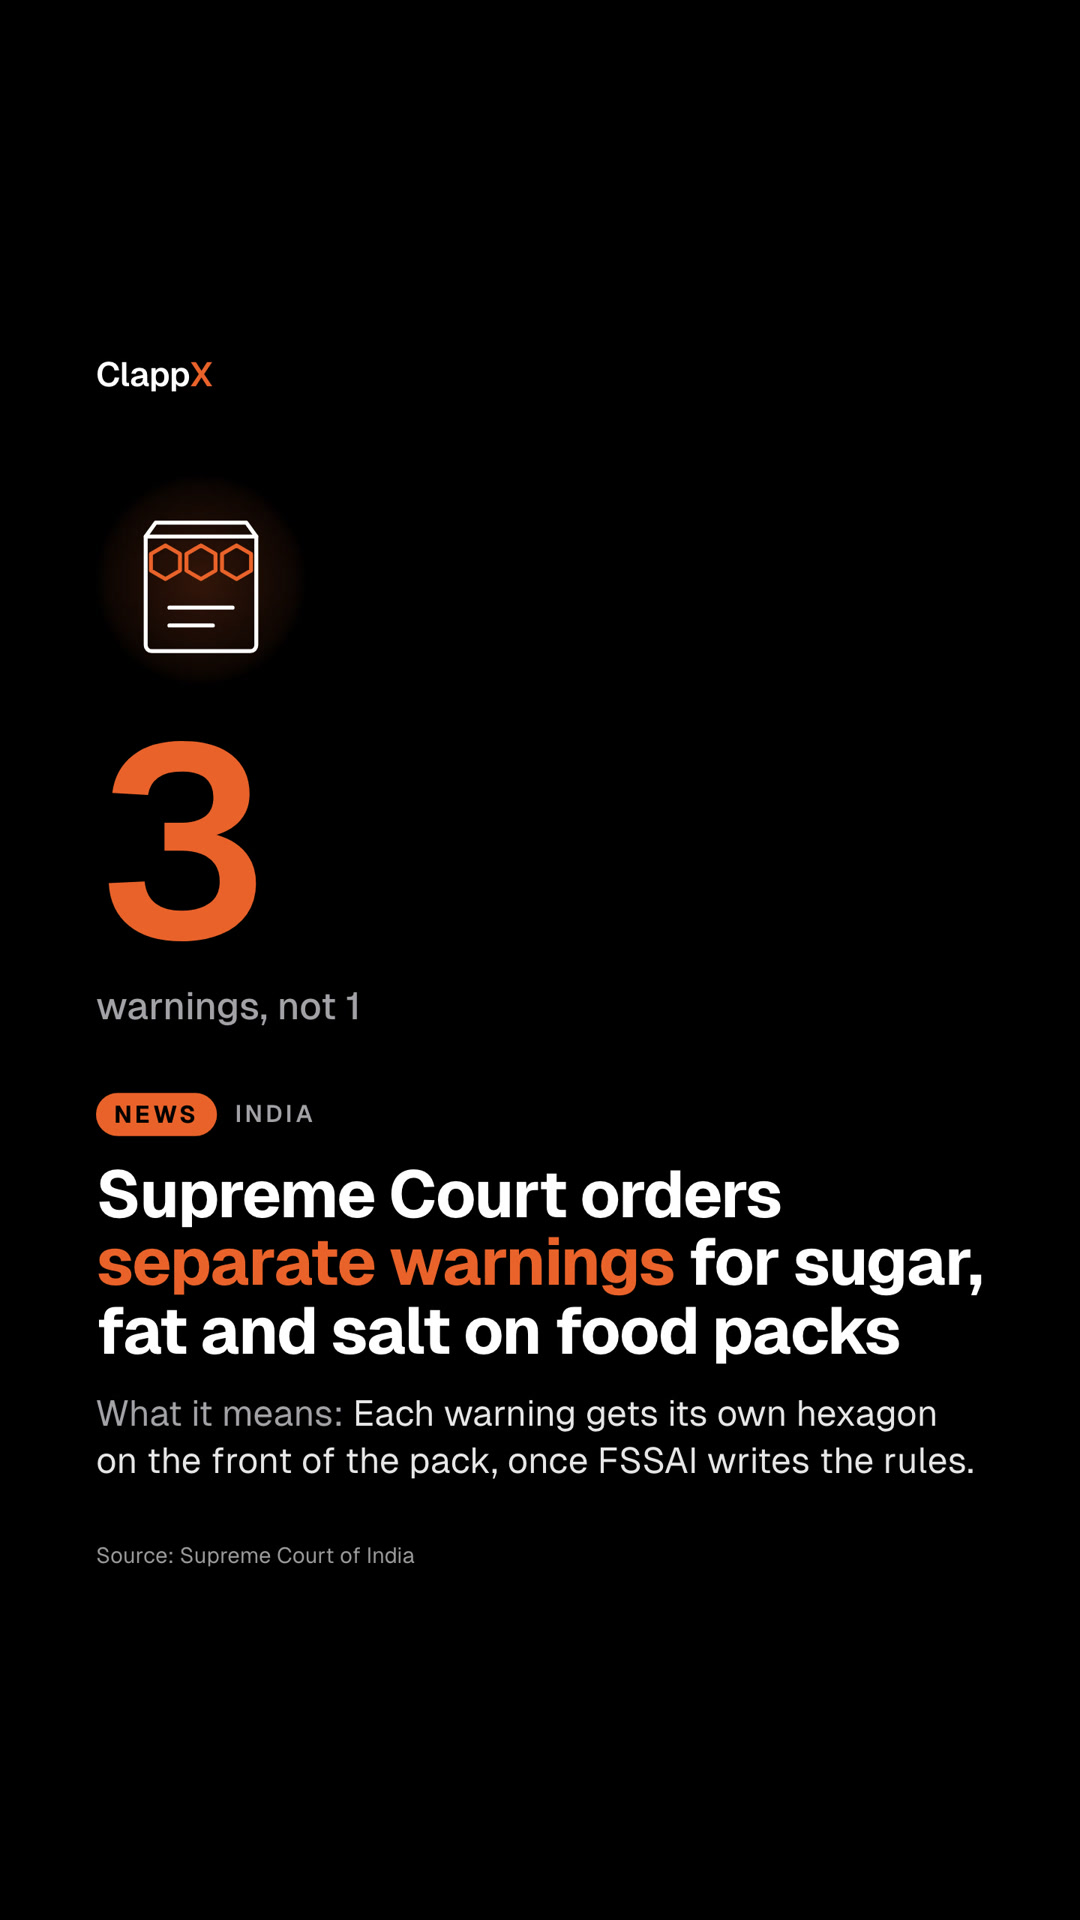 ClappX
3
warnings, not 1
NEWS INDIA
Supreme Court orders
separate warnings for sugar,
fat and salt on food packs
What it means: Each warning gets its own hexagon
on the front of the pack, once FSSAI writes the rules.
Source: Supreme Court of India